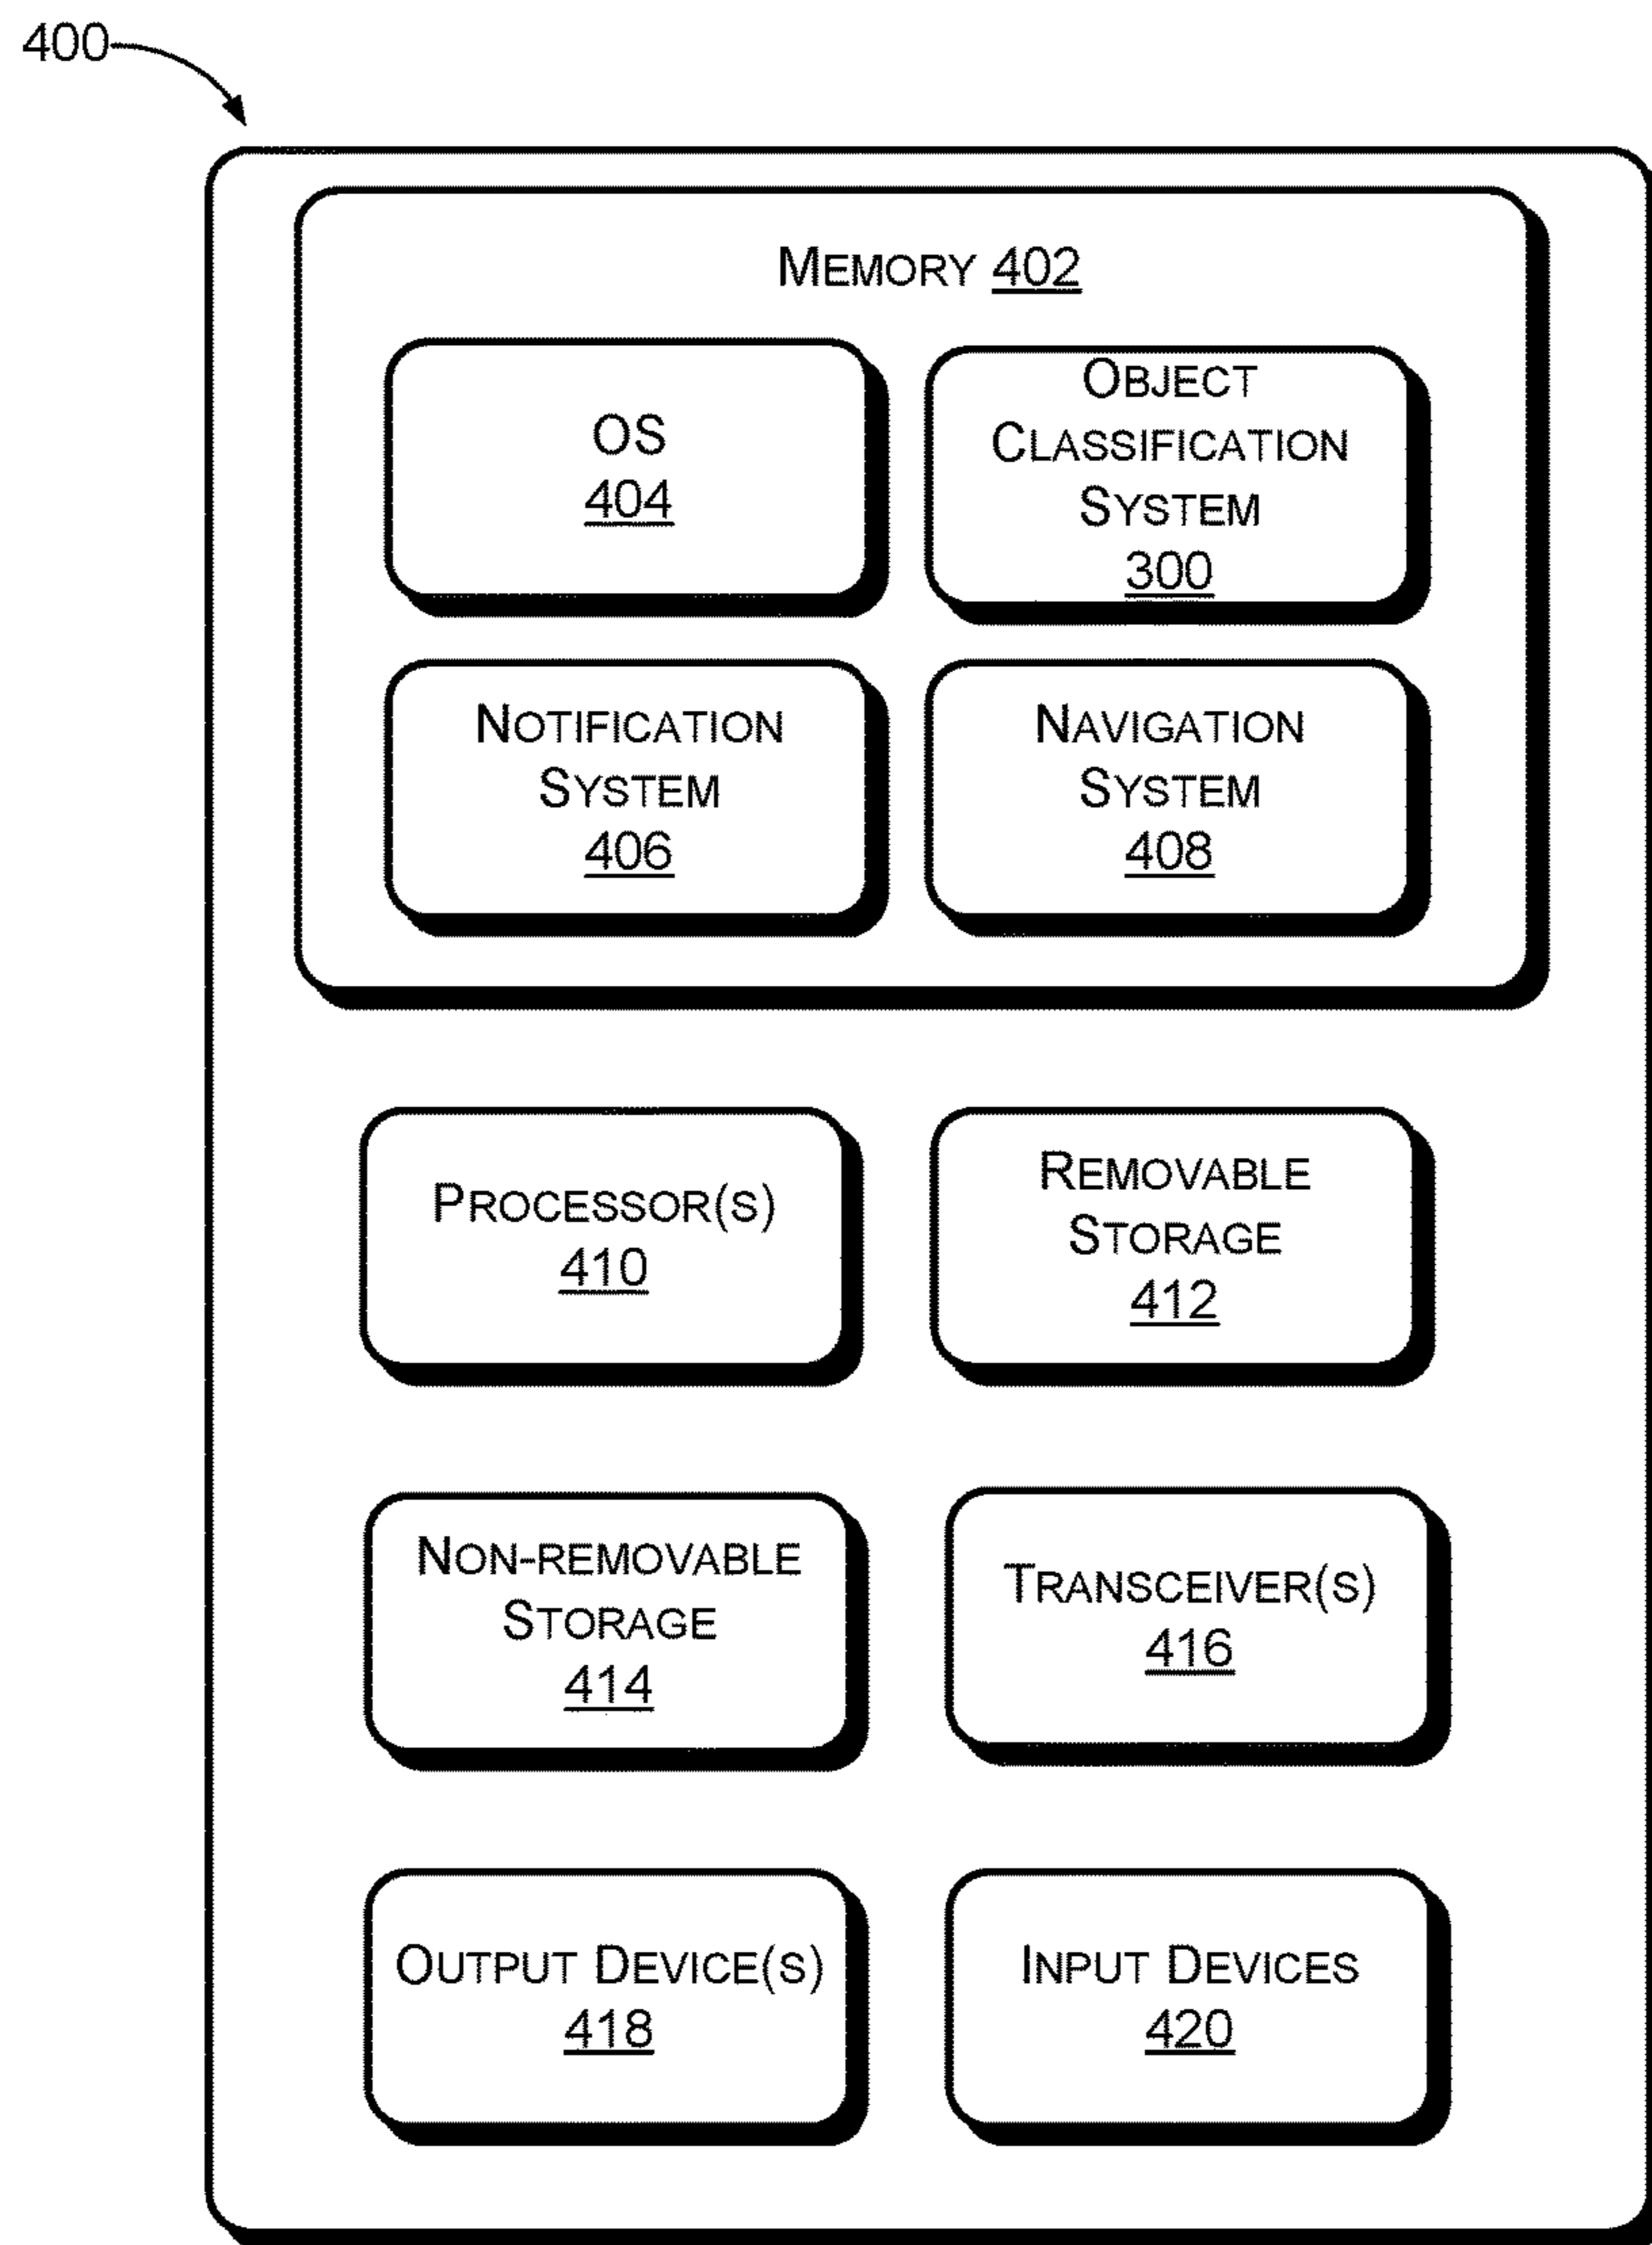 400
MEMORY 402
OS
404
OBJECT
CLASSIFICATION
SYSTEM
300
NOTIFICATION
SYSTEM
406
NAVIGATION
SYSTEM
408
PROCESSOR(S)
410
REMOVABLE
STORAGE
412
NON-REMOVABLE
STORAGE
414
TRANSCEIVER(S)
416
OUTPUT DEVICE(S)
418
INPUT DEVICES
420